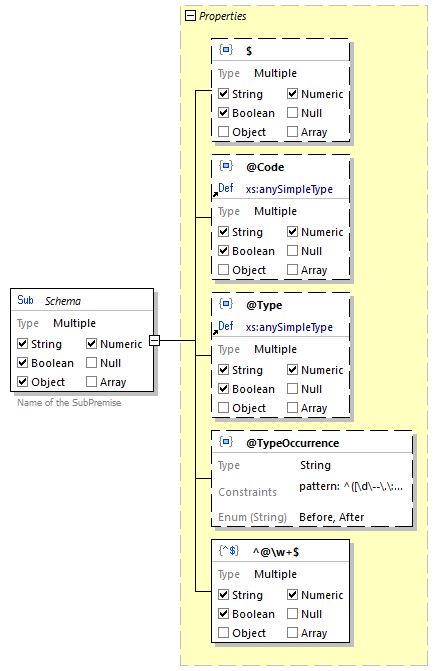 Properties
$
Type Multiple
String Numeric
Boolean Null
Object Array
@Code
Def xs:anySimpleType
Type Multiple
String Numeric
Boolean Null
Object Array
Sub Schema
Type Multiple
String Numeric
Boolean Null
Object Array
Name of the SubPremise
@Type
Def xs:anySimpleType
Type Multiple
String Numeric
Boolean Null
Object Array
@TypeOccurrence
Type String
Constraints pattern: ^([\d\--\.\:...
Enum (String) Before, After
{^$} ^@\w+$
Type Multiple
String Numeric
Boolean Null
Object Array